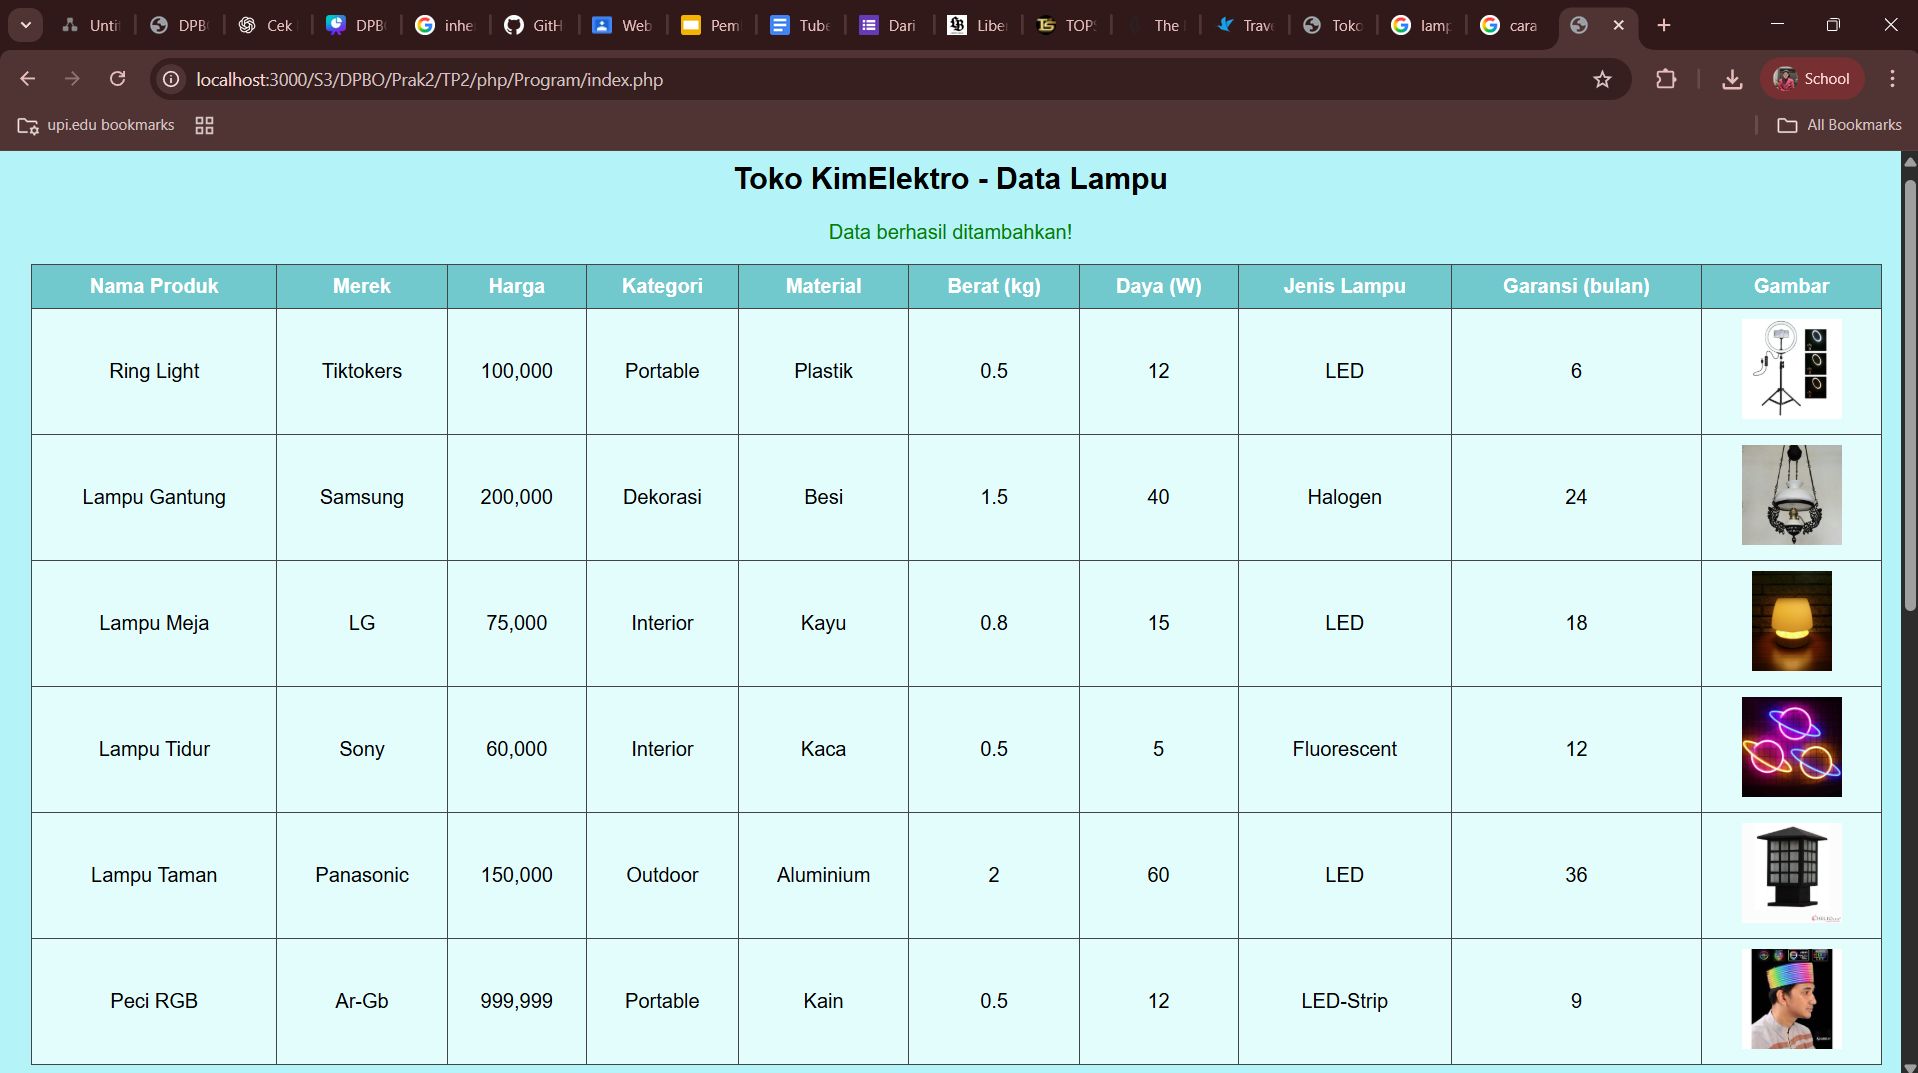 Unti
DPB
Cek
DPB
inhe
GitH
Web
Pem
Tube
Dari
Libe
TOP
The
Trav
Toko
lamp
cara
localhost:3000/S3/DPBO/Prak2/TP2/php/Program/index.php
School
upi.edu bookmarks
All Bookmarks
Toko KimElektro - Data Lampu
Data berhasil ditambahkan!
Nama Produk Merek Harga Kategori Material Berat (kg) Daya (W) Jenis Lampu Garansi (bulan) Gambar
Ring Light Tiktokers 100,000 Portable Plastik 0.5 12 LED 6
Lampu Gantung Samsung 200,000 Dekorasi Besi 1.5 40 Halogen 24
Lampu Meja LG 75,000 Interior Kayu 0.8 15 LED 18
Lampu Tidur Sony 60,000 Interior Kaca 0.5 5 Fluorescent 12
Lampu Taman Panasonic 150,000 Outdoor Aluminium 2 60 LED 36
Peci RGB Ar-Gb 999,999 Portable Kain 0.5 12 LED-Strip 9